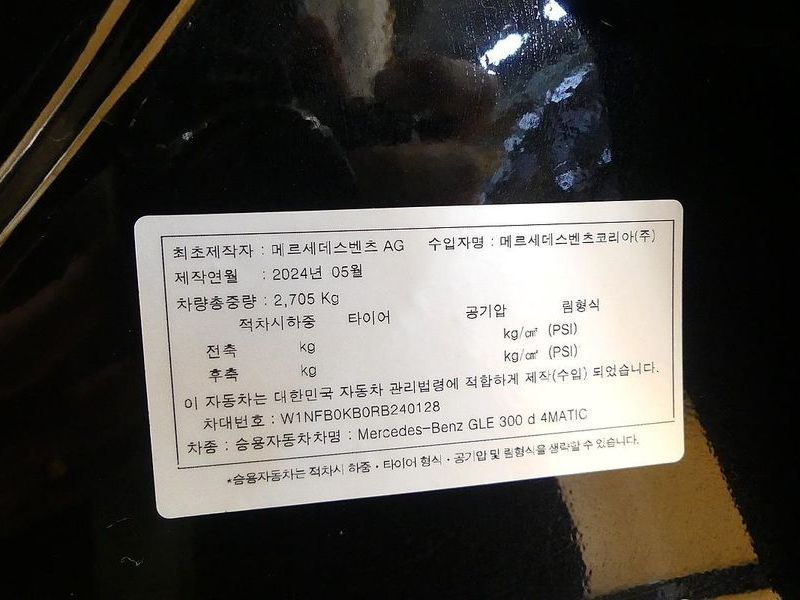 최초제작자 : 메르세데스벤츠 AG 수입자명 : 메르세데스벤츠코리아(주)
제작연월 : 2024년 05월
차량총중량 : 2,705 Kg
적차시하중 타이어 공기압 림형식
전축 kg kg/㎠ (PSI)
후축 kg kg/㎠ (PSI)
이 자동차는 대한민국 자동차 관리법령에 적합하게 제작(수입) 되었습니다.
차대번호 : W1NFB0KB0RB240128
차종 : 승용자동차차명 : Mercedes-Benz GLE 300 d 4MATIC
*승용자동차는 적차시 하중·타이어 형식·공기압 및 림형식을 생략할 수 있습니다.